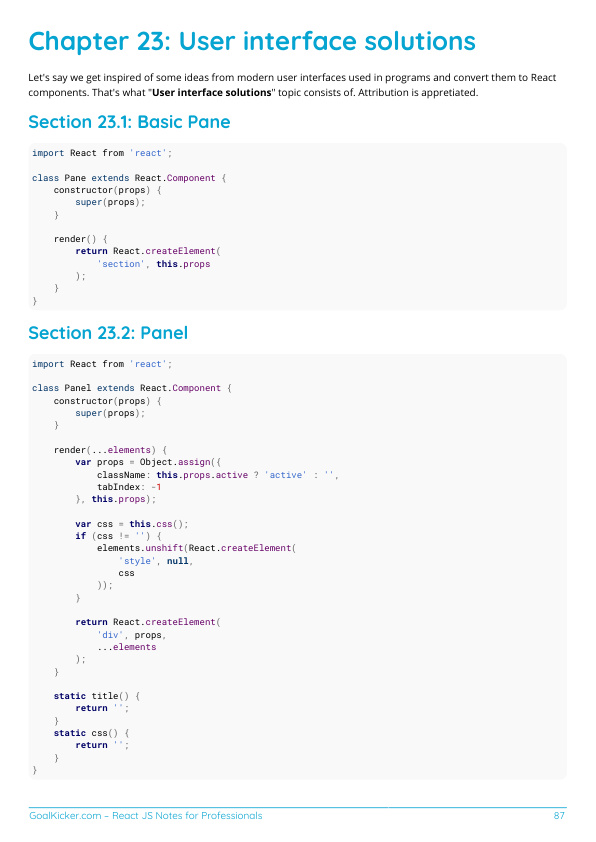 Chapter 23: User interface solutions
Let's say we get inspired of some ideas from modern user interfaces used in programs and convert them to React
components. That's what "User interface solutions" topic consists of. Attribution is appretiated.
Section 23.1: Basic Pane
import React from 'react';
class Pane extends React.Component {
    constructor(props) {
        super(props);
    }
    render() {
        return React.createElement(
            'section', this.props
        );
    }
}
Section 23.2: Panel
import React from 'react';
class Panel extends React.Component {
    constructor(props) {
        super(props);
    }
    render(...elements) {
        var props = Object.assign({
            className: this.props.active ? 'active' : '',
            tabIndex: -1
        }, this.props);
        var css = this.css();
        if (css != '') {
            elements.unshift(React.createElement(
                'style', null,
                css
            ));
        }
        return React.createElement(
            'div', props,
            ...elements
        );
    }
    static title() {
        return '';
    }
    static css() {
        return '';
    }
}
GoalKicker.com – React JS Notes for Professionals 87